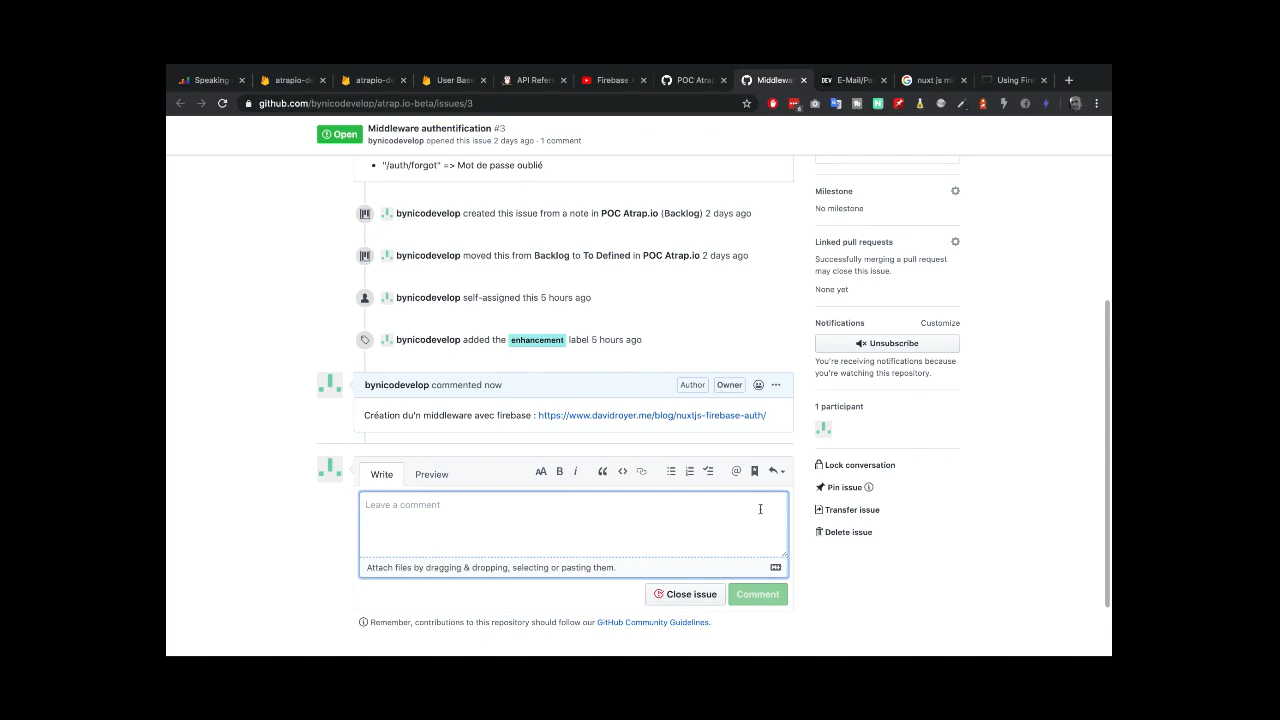 Speaking
atrapio-de
atrapio-de
User Base
API Refere
Firebase A
POC Atrap.
Middlewar
DEV E-Mail/Pas
nuxt js mi
Using Fire
github.com/bynicodevelop/atrap.io-beta/issues/3
Open
Middleware authentification #3
bynicodevelop opened this issue 2 days ago · 1 comment
• "/auth/forgot" => Mot de passe oublié
bynicodevelop created this issue from a note in POC Atrap.io (Backlog) 2 days ago
bynicodevelop moved this from Backlog to To Defined in POC Atrap.io 2 days ago
bynicodevelop self-assigned this 5 hours ago
bynicodevelop added the enhancement label 5 hours ago
bynicodevelop commented now
Author
Owner
Création du'n middleware avec firebase : https://www.davidroyer.me/blog/nuxtjs-firebase-auth/
Write
Preview
Leave a comment
Attach files by dragging & dropping, selecting or pasting them.
Close issue
Comment
Remember, contributions to this repository should follow our GitHub Community Guidelines.
Milestone
No milestone
Linked pull requests
Successfully merging a pull request
may close this issue.
None yet
Notifications
Customize
Unsubscribe
You're receiving notifications because
you're watching this repository.
1 participant
Lock conversation
Pin issue
Transfer issue
Delete issue